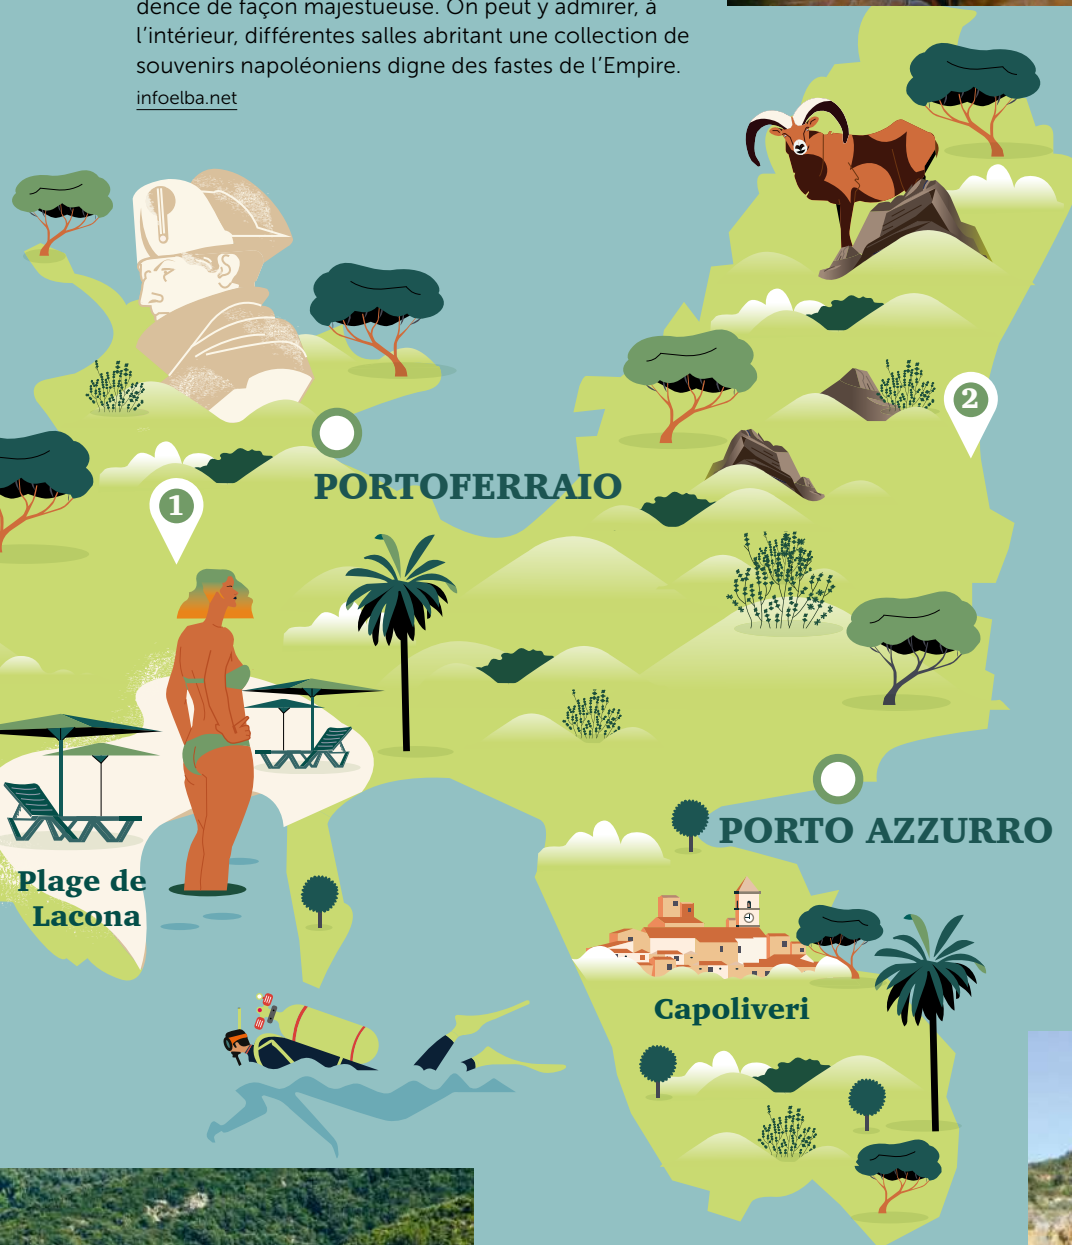 dence de façon majestueuse. On peut y admirer, à
l’intérieur, différentes salles abritant une collection de
souvenirs napoléoniens digne des fastes de l’Empire.
infoelba.net
2
PORTOFERRAIO
1
PORTO AZZURRO
Plage de
Lacona
Capoliveri